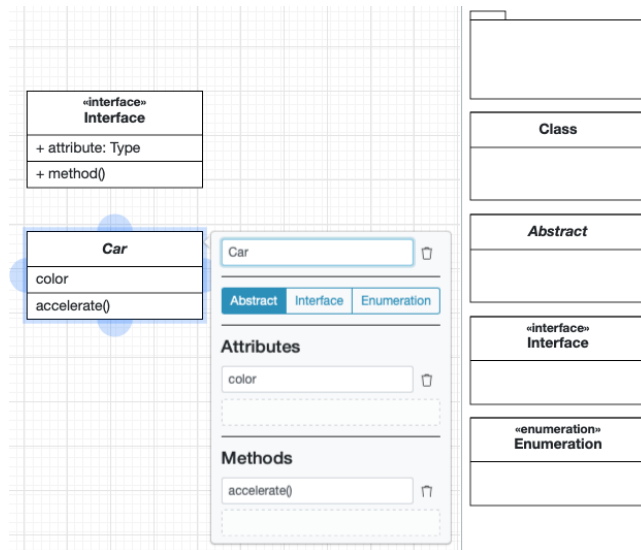 «interface»
Interface
+ attribute: Type
+ method()
Car
color
accelerate()
Car
Abstract Interface Enumeration
Attributes
color
Methods
accelerate()
Class
Abstract
«interface»
Interface
«enumeration»
Enumeration